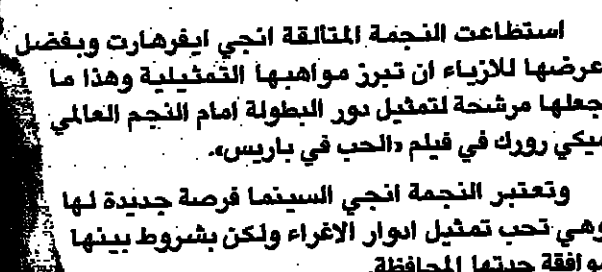 استطاعت النجمة المتألقة انجي ايفرهارت وبفضل
عرضها للازياء ان تبرز مواهبها التمثيلية وهذا ما
جعلها مرشحة لتمثيل دور البطولة امام النجم العالمي
ميكي رورك في فيلم «الحب في باريس».
وتعتبر النجمة انجي السينما فرصة جديدة لها
وهي تحب تمثيل ادوار الاغراء ولكن بشروط بينها
موافقة جدتها المحافظة.